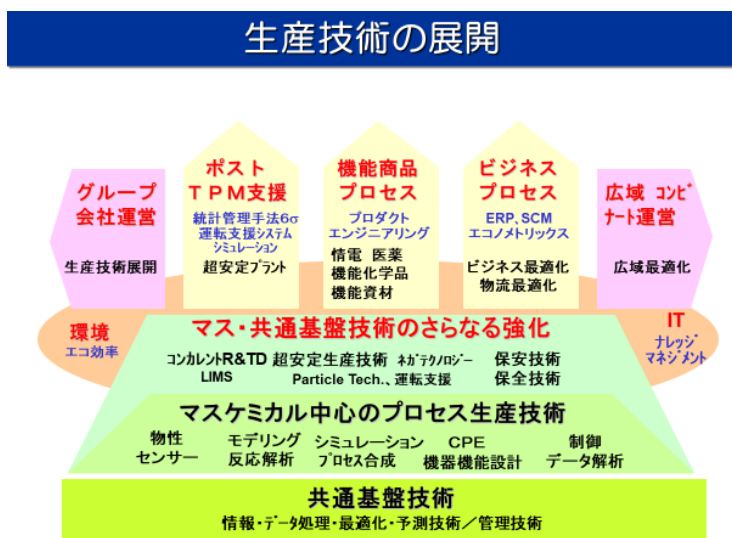 生産技術の展開
グループ
会社運営
生産技術展開
ポスト
TPM支援
統計管理手法6σ
運転支援ｼｽﾃﾑ
ｼﾐｭﾚｰｼｮﾝ
超安定ﾌﾟﾗﾝﾄ
機能商品
プロセス
プロダクト
エンジニアリング
情電 医薬
機能化学品
機能資材
ビジネス
プロセス
ERP、SCM
エコノメトリックス
ビジネス最適化
物流最適化
広域 ｺﾝﾋﾞ
ﾅｰﾄ運営
広域最適化
環境
エコ効率
IT
ﾅﾚｯｼﾞ
ﾏﾈｼﾞﾒﾝﾄ
マス・共通基盤技術のさらなる強化
ｺﾝｶﾚﾝﾄR&TD 超安定生産技術 ﾈｶﾞﾃｸﾉﾛｼﾞｰ 保安技術
LIMS Particle Tech.、運転支援 保全技術
マスケミカル中心のプロセス生産技術
物性 モデリング シミュレーション CPE 制御
センサー 反応解析 ﾌﾟﾛｾｽ合成 機器機能設計 データ解析
共通基盤技術
情報・ﾃﾞｰﾀ処理・最適化・予測技術／管理技術